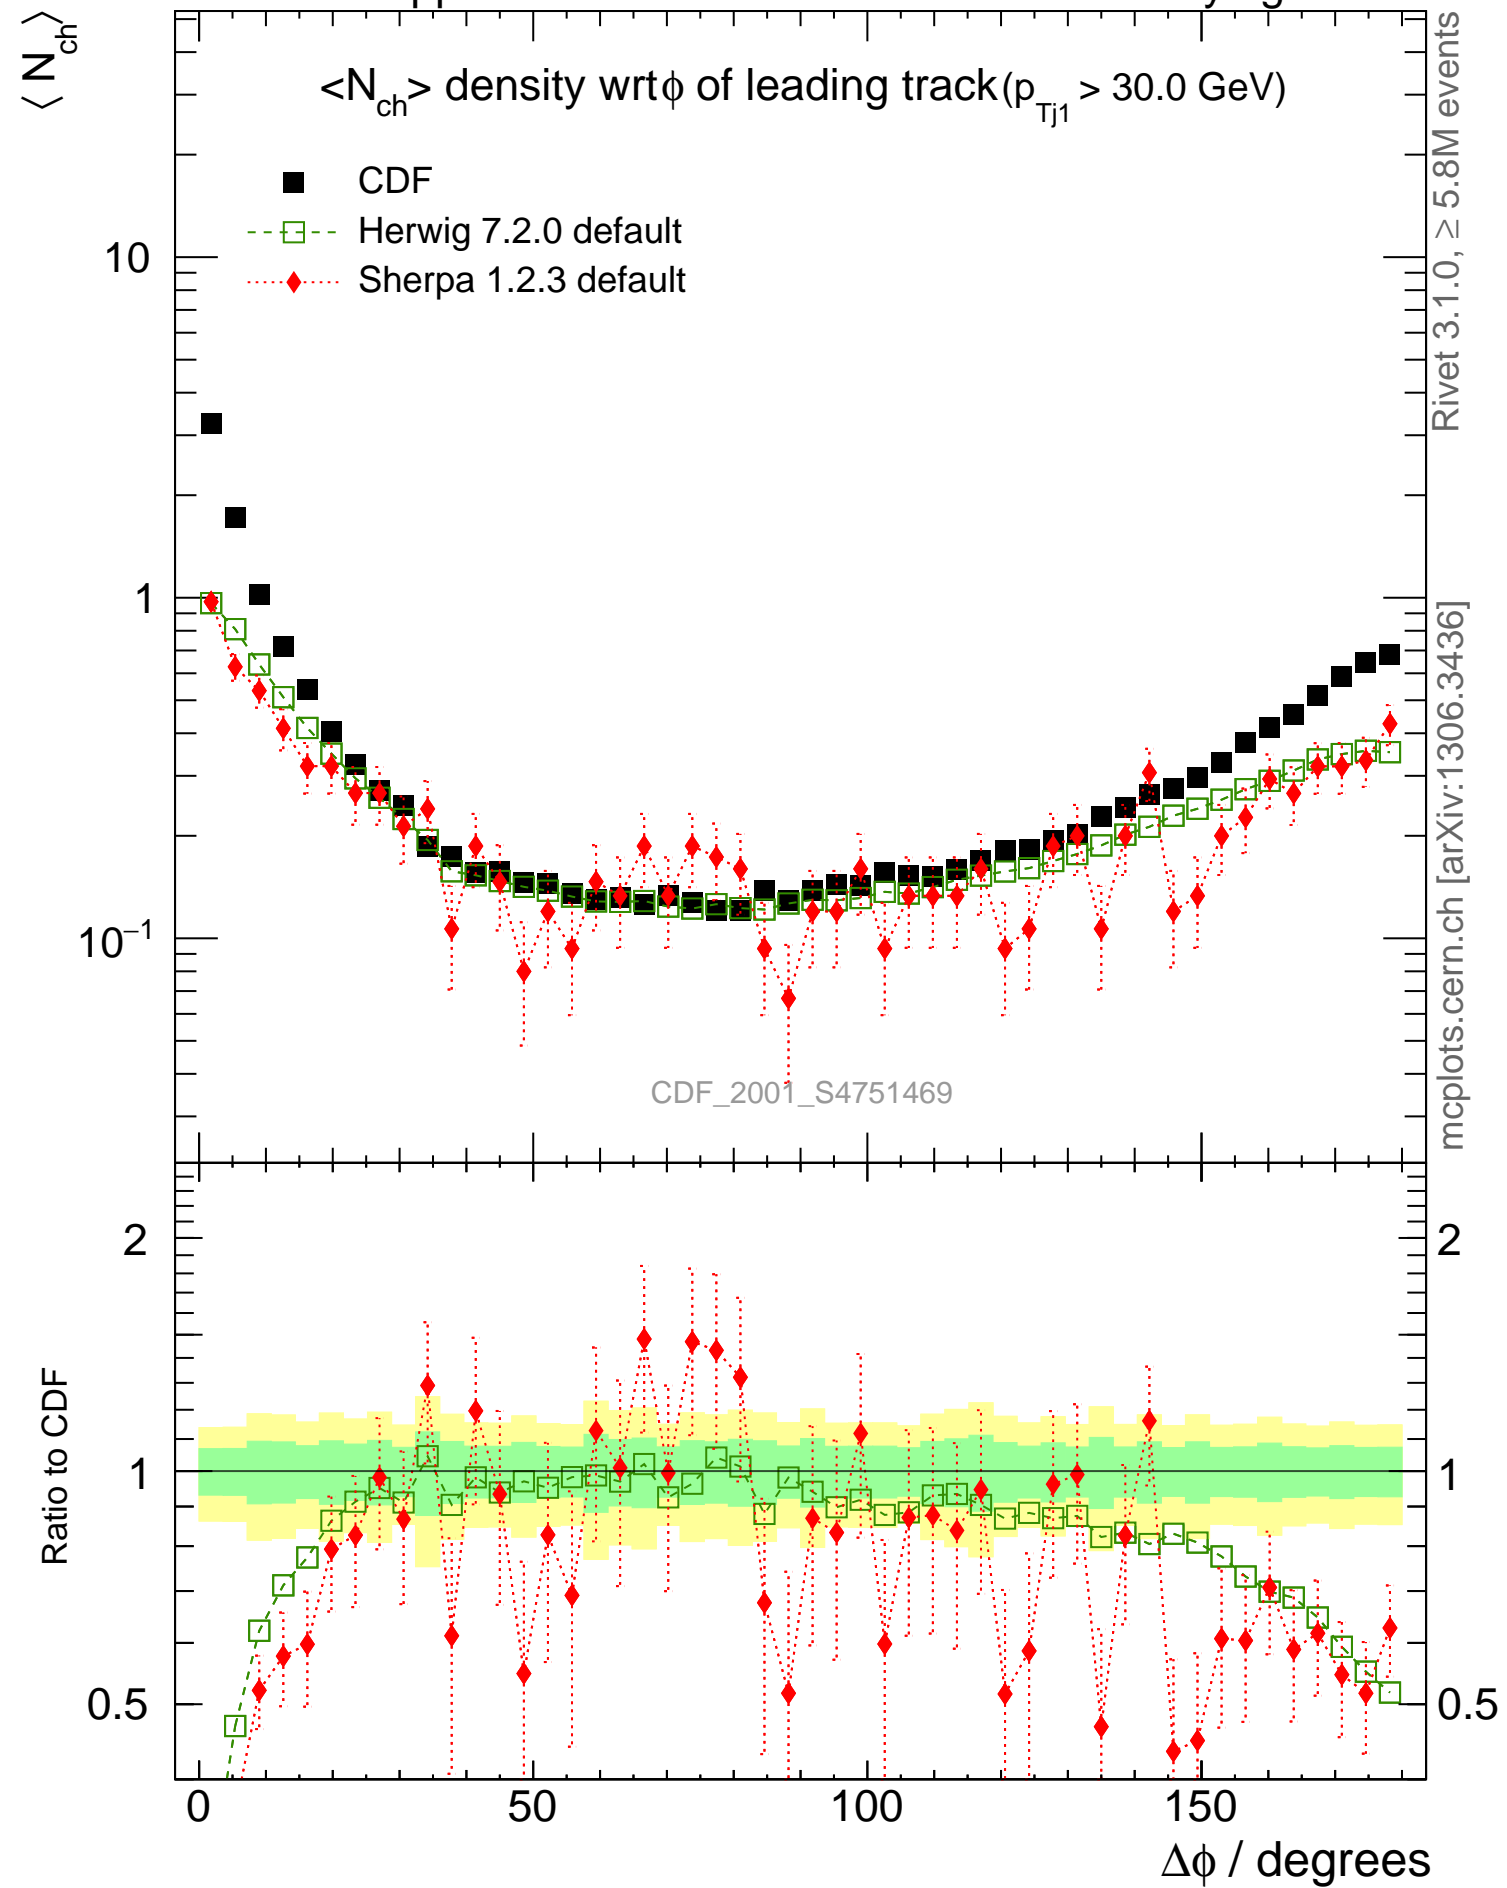 ⟨ N_ch ⟩
<N_ch> density wrt ϕ of leading track (p_Tj1 > 30.0 GeV)
CDF
Herwig 7.2.0 default
Sherpa 1.2.3 default
10
1
10⁻¹
CDF_2001_S4751469
Rivet 3.1.0, ≥ 5.8M events
mcplots.cern.ch [arXiv:1306.3436]
Ratio to CDF
2
1
0.5
2
1
0.5
0 50 100 150
Δϕ / degrees